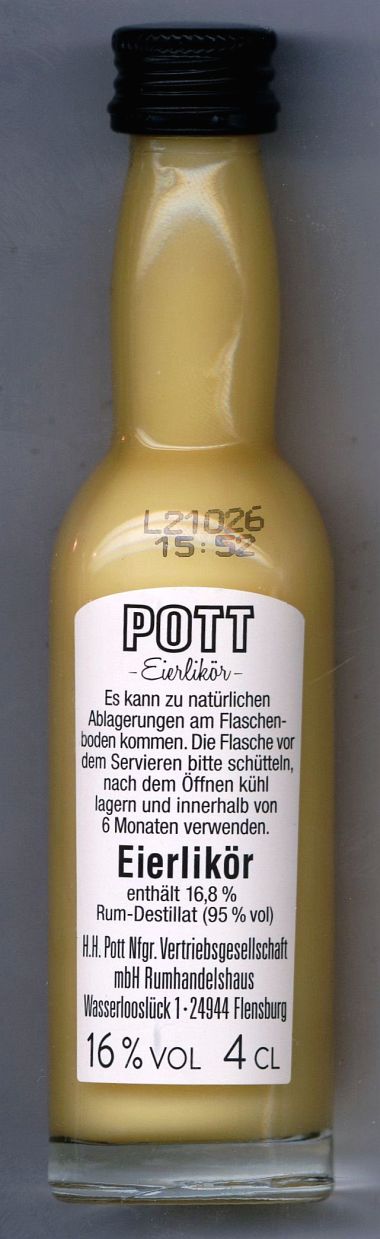 L21026
15:52
POTT
-Eierlikör-
Es kann zu natürlichen
Ablagerungen am Flaschen-
boden kommen. Die Flasche vor
dem Servieren bitte schütteln,
nach dem Öffnen kühl
lagern und innerhalb von
6 Monaten verwenden.
Eierlikör
enthält 16,8 %
Rum-Destillat (95 % vol)
H.H. Pott Nfgr. Vertriebsgesellschaft
mbH Rumhandelshaus
Wasserlooslück 1·24944 Flensburg
16 % VOL 4 CL